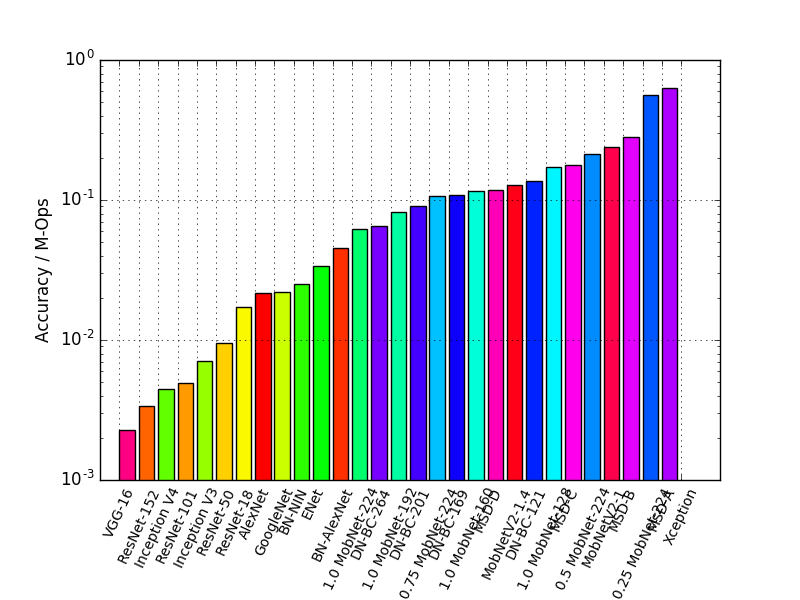 10^0
10^-1
10^-2
10^-3
Accuracy / M-Ops
VGG-16
ResNet-152
Inception V4
ResNet-101
Inception V3
ResNet-50
ResNet-18
AlexNet
GoogleNet
BN-NIN
ENet
BN-AlexNet
1.0 MobNet-224
DN-BC-264
1.0 MobNet-192
DN-BC-201
0.75 MobNet-224
DN-BC-169
1.0 MobNet-160
MSD-D
MobNetV2-1.4
DN-BC-121
1.0 MobNet-128
MSD-C
0.5 MobNet-224
MobNetV2-1
MSD-B
0.25 MobNet-224
MSD-A
Xception